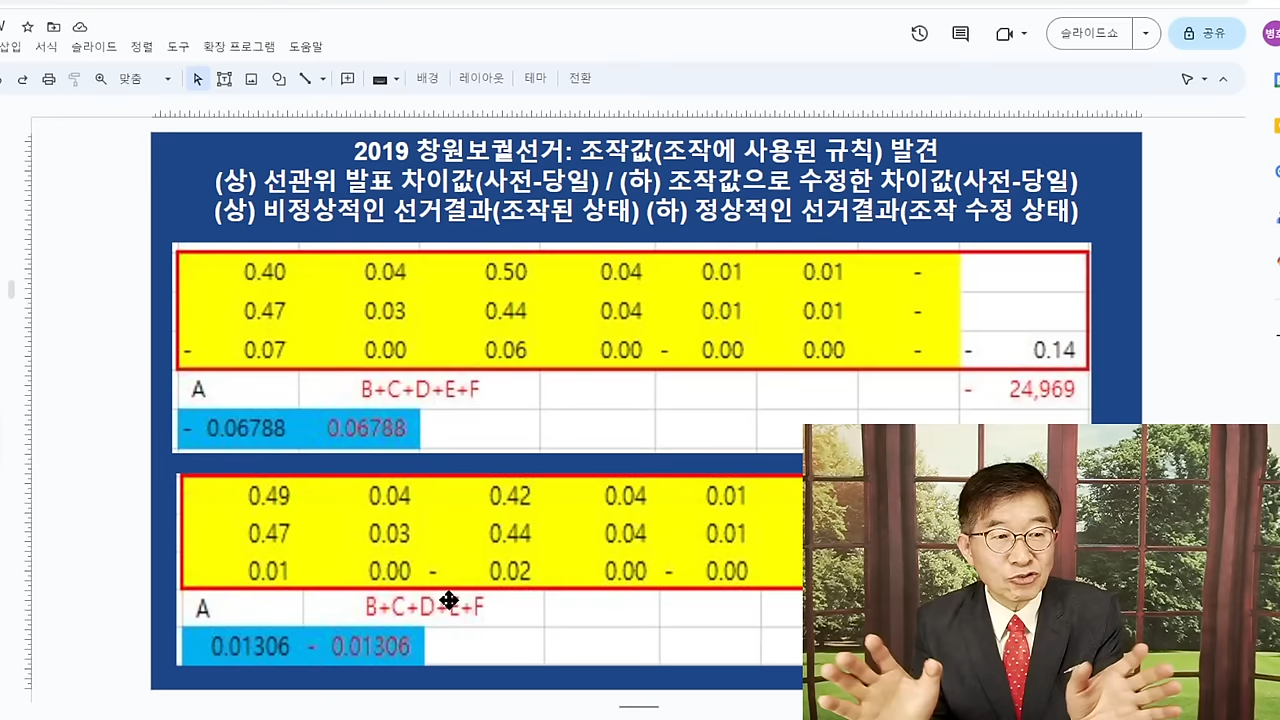 삽입 서식 슬라이드 정렬 도구 확장 프로그램 도움말
슬라이드쇼
공유
맞춤
배경 레이아웃 테마 전환
2019 창원보궐선거: 조작값(조작에 사용된 규칙) 발견
(상) 선관위 발표 차이값(사전-당일) / (하) 조작값으로 수정한 차이값(사전-당일)
(상) 비정상적인 선거결과(조작된 상태) (하) 정상적인 선거결과(조작 수정 상태)
0.40 0.04 0.50 0.04 0.01 0.01 -
0.47 0.03 0.44 0.04 0.01 0.01 -
- 0.07 0.00 0.06 0.00 - 0.00 0.00 - - 0.14
A B+C+D+E+F - 24,969
- 0.06788 0.06788
0.49 0.04 0.42 0.04 0.01
0.47 0.03 0.44 0.04 0.01
0.01 0.00 - 0.02 0.00 - 0.00
A B+C+D+E+F
0.01306 - 0.01306